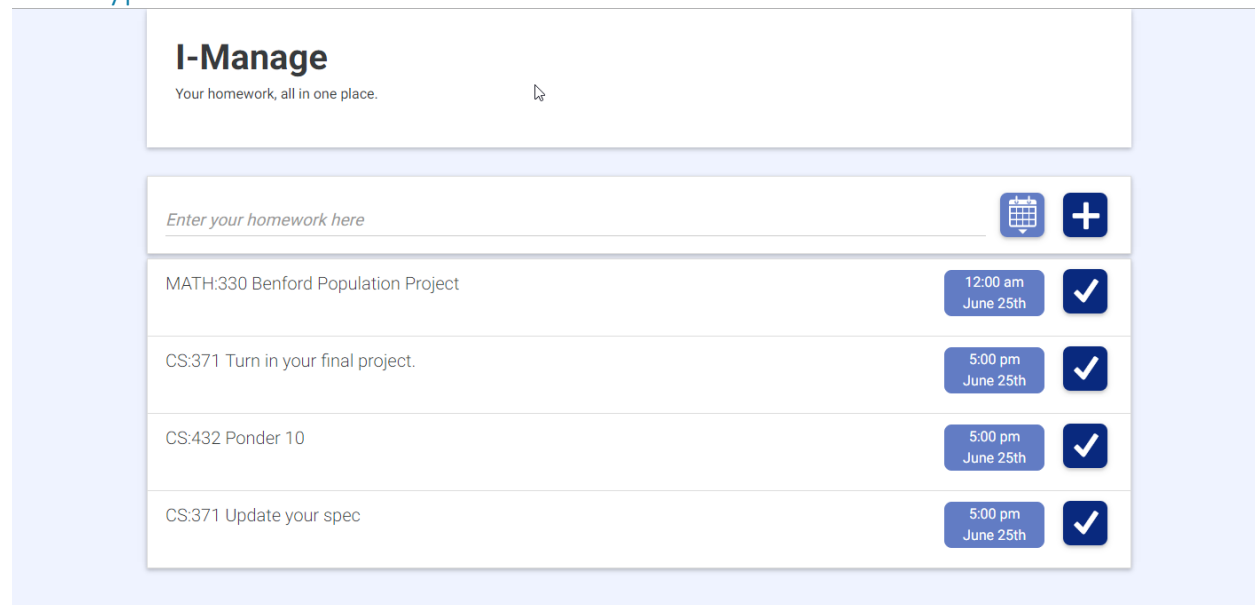 I-Manage
Your homework, all in one place.
Enter your homework here
MATH:330 Benford Population Project
12:00 am
June 25th
CS:371 Turn in your final project.
5:00 pm
June 25th
CS:432 Ponder 10
5:00 pm
June 25th
CS:371 Update your spec
5:00 pm
June 25th